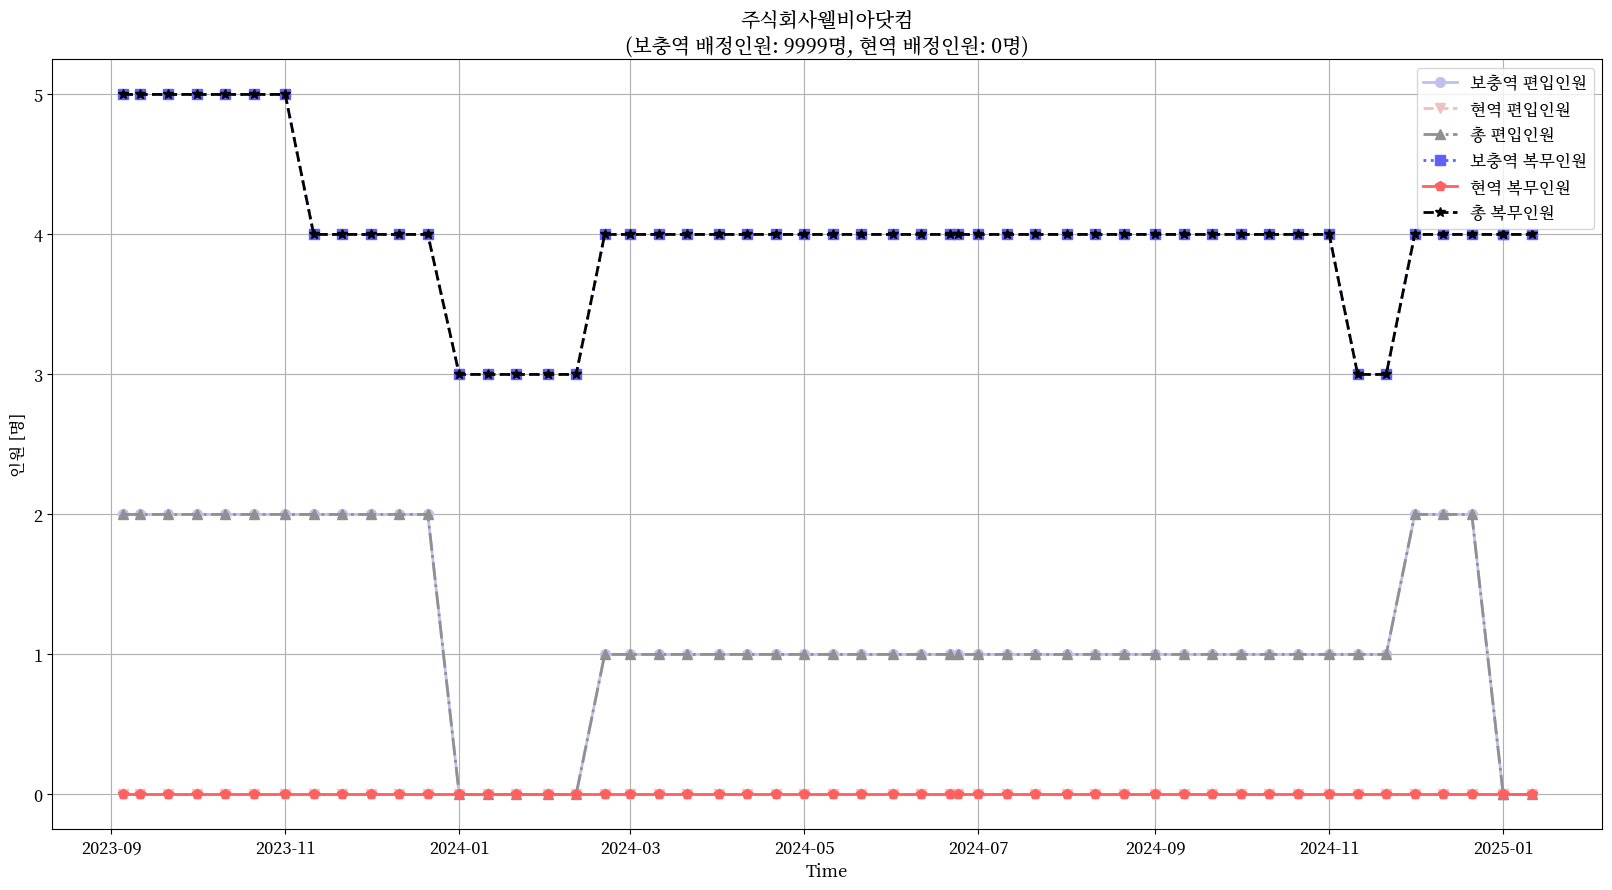 주식회사웰비아닷컴
(보충역 배정인원: 9999명, 현역 배정인원: 0명)
보충역 편입인원
현역 편입인원
총 편입인원
보충역 복무인원
현역 복무인원
총 복무인원
인원 [명]
5
4
3
2
1
0
2023-09
2023-11
2024-01
2024-03
2024-05
2024-07
2024-09
2024-11
2025-01
Time